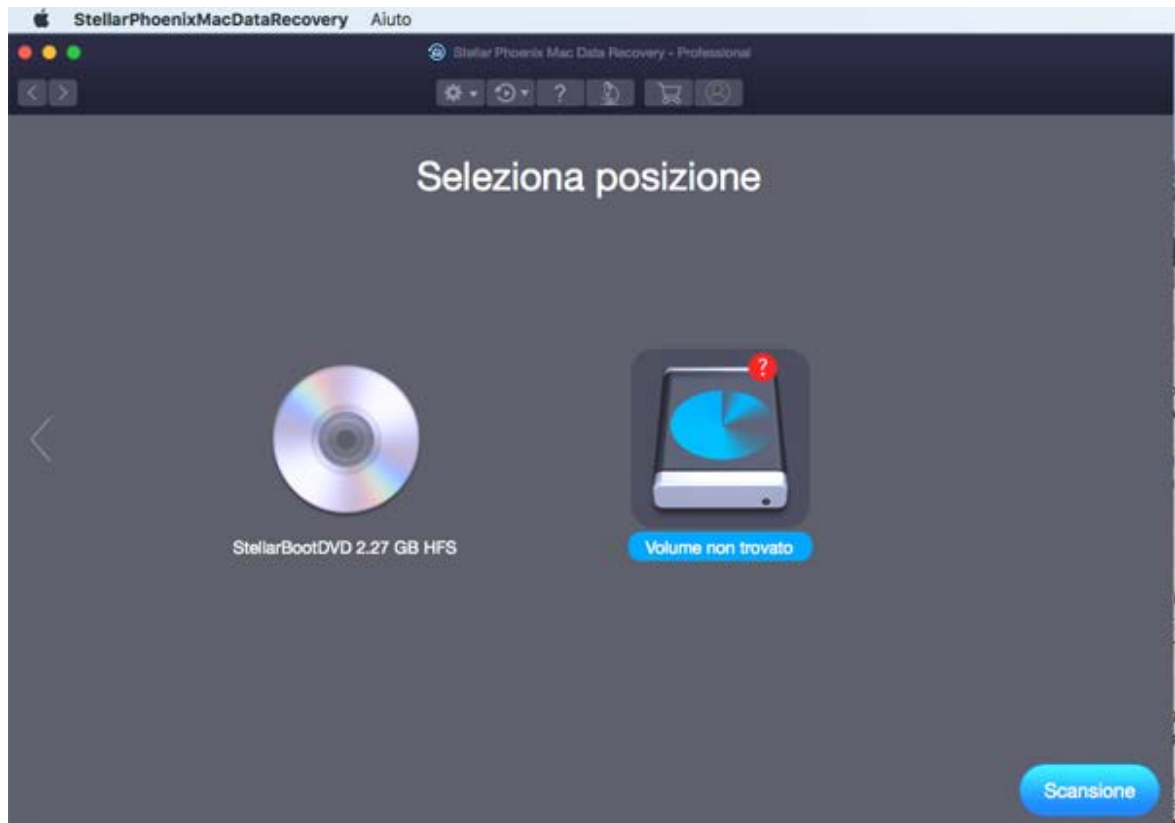 StellarPhoenixMacDataRecovery Aiuto
Stellar Phoenix Mac Data Recovery - Professional
?
Seleziona posizione
?
StellarBootDVD 2.27 GB HFS
Volume non trovato
Scansione